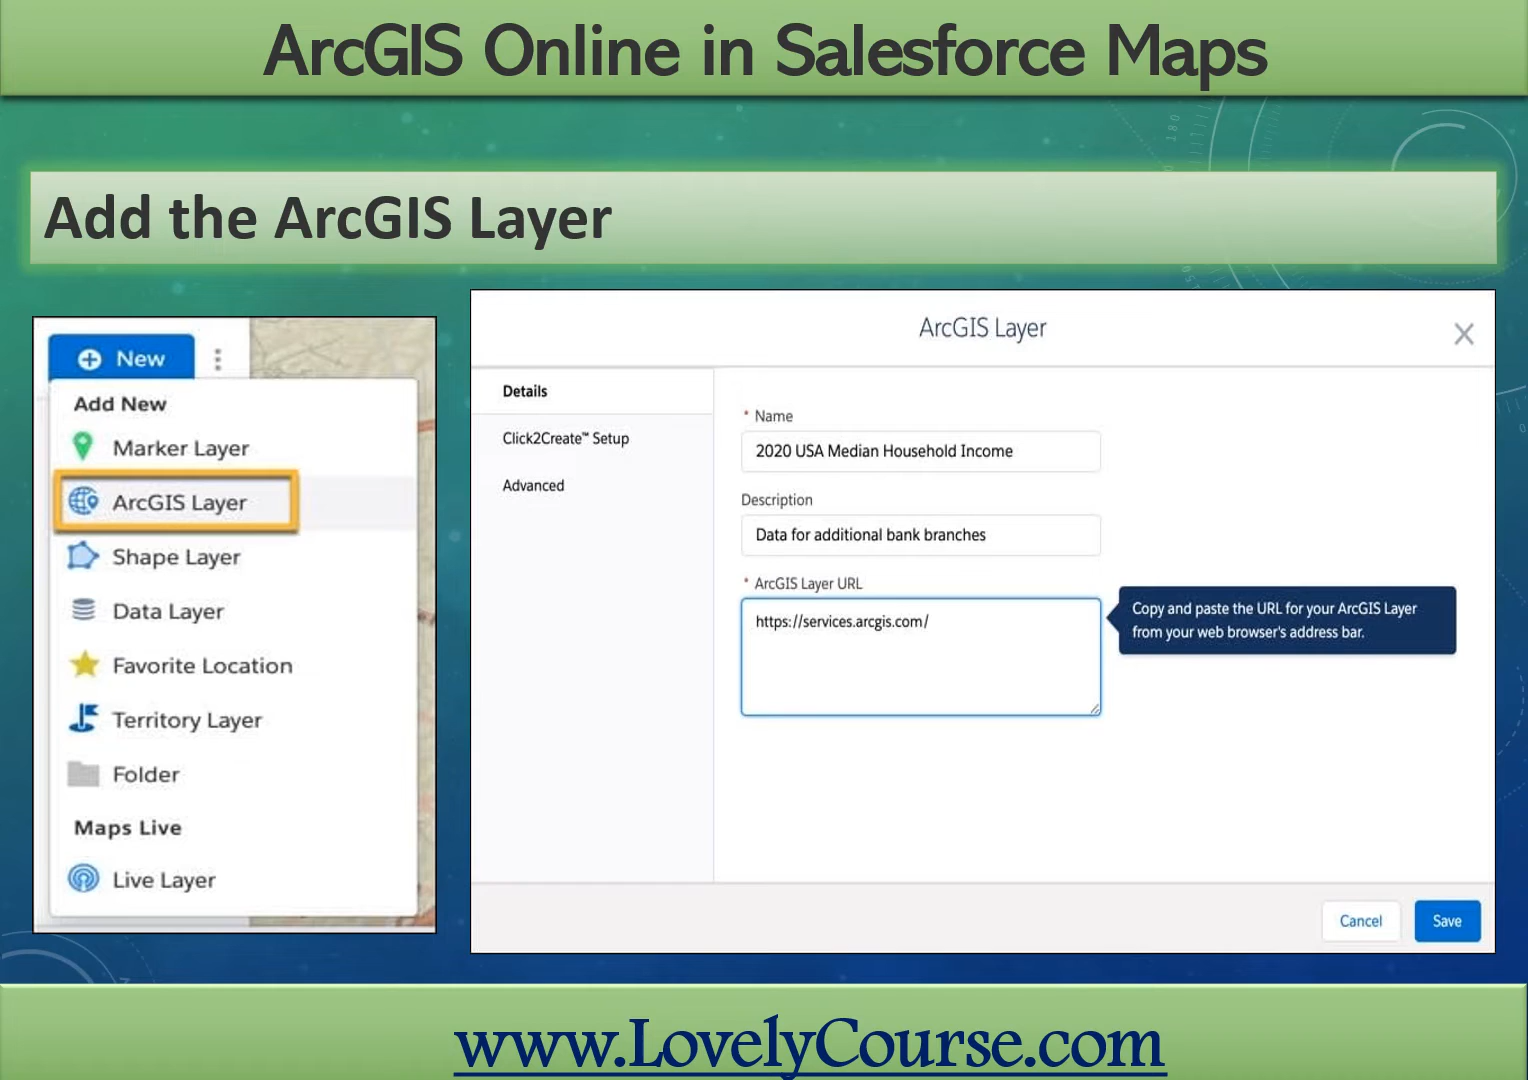 ArcGIS Online in Salesforce Maps
Add the ArcGIS Layer
New
Add New
Marker Layer
ArcGIS Layer
Shape Layer
Data Layer
Favorite Location
Territory Layer
Folder
Maps Live
Live Layer
ArcGIS Layer
Details
Click2Create™ Setup
Advanced
* Name
2020 USA Median Household Income
Description
Data for additional bank branches
* ArcGIS Layer URL
https://services.arcgis.com/
Copy and paste the URL for your ArcGIS Layer
from your web browser's address bar.
Cancel
Save
www.LovelyCourse.com